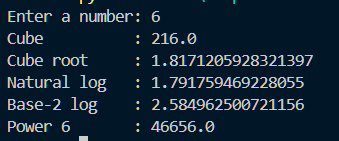 Enter a number: 6
Cube          : 216.0
Cube root     : 1.8171205928321397
Natural log   : 1.791759469228055
Base-2 log    : 2.584962500721156
Power 6       : 46656.0